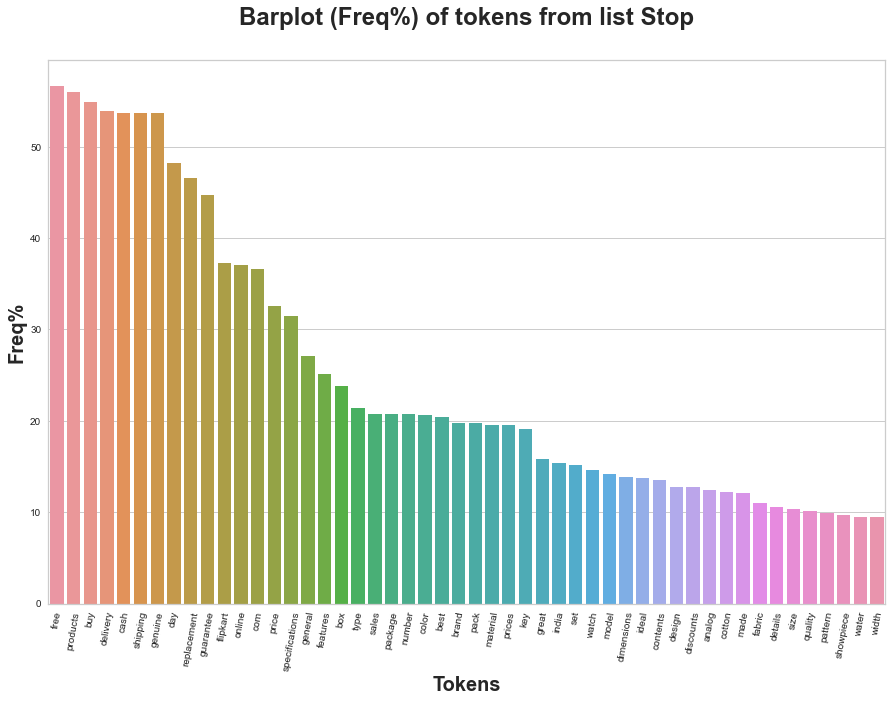 Barplot (Freq%) of tokens from list Stop
Freq%
50
40
30
20
10
0
free
products
buy
delivery
cash
shipping
genuine
day
replacement
guarantee
flipkart
online
com
price
specifications
general
features
box
type
sales
package
number
color
best
brand
pack
material
prices
key
great
india
set
watch
model
dimensions
ideal
contents
design
discounts
analog
cotton
made
fabric
details
size
quality
pattern
showpiece
water
width
Tokens